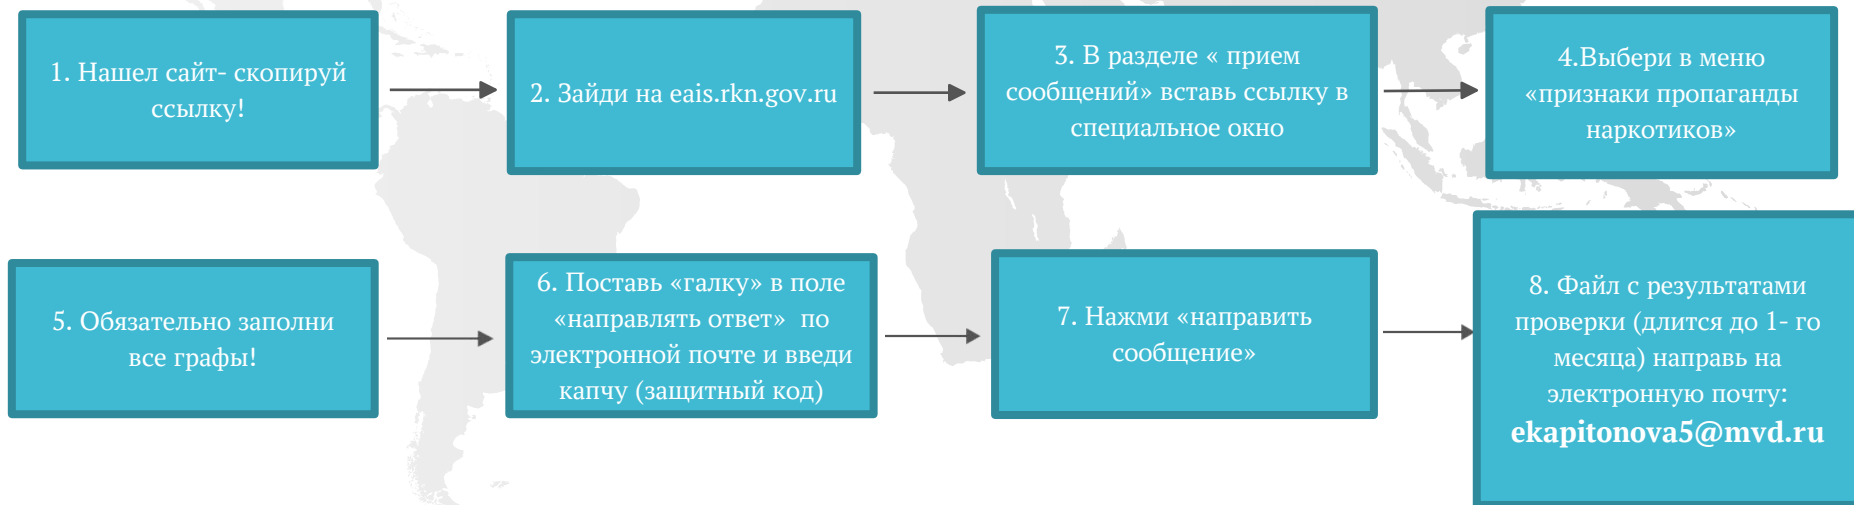 1. Нашел сайт- скопируй
ссылку!
2. Зайди на eais.rkn.gov.ru
3. В разделе « прием
сообщений» вставь ссылку в
специальное окно
4.Выбери в меню
«признаки пропаганды
наркотиков»
5. Обязательно заполни
все графы!
6. Поставь «галку» в поле
«направлять ответ» по
электронной почте и введи
капчу (защитный код)
7. Нажми «направить
сообщение»
8. Файл с результатами
проверки (длится до 1- го
месяца) направь на
электронную почту:
ekapitonova5@mvd.ru